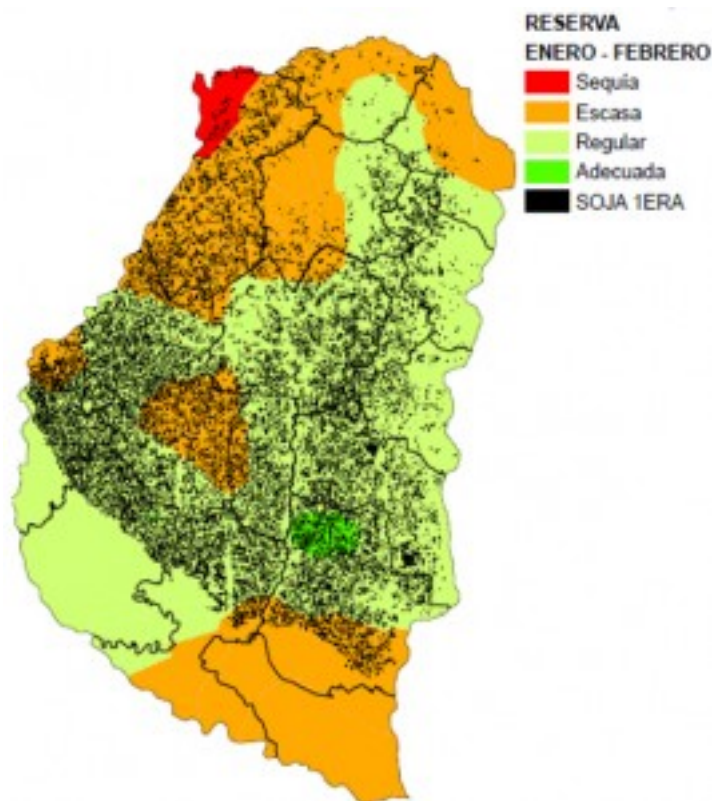 RESERVA
ENERO - FEBRERO
Sequia
Escasa
Regular
Adecuada
SOJA 1ERA